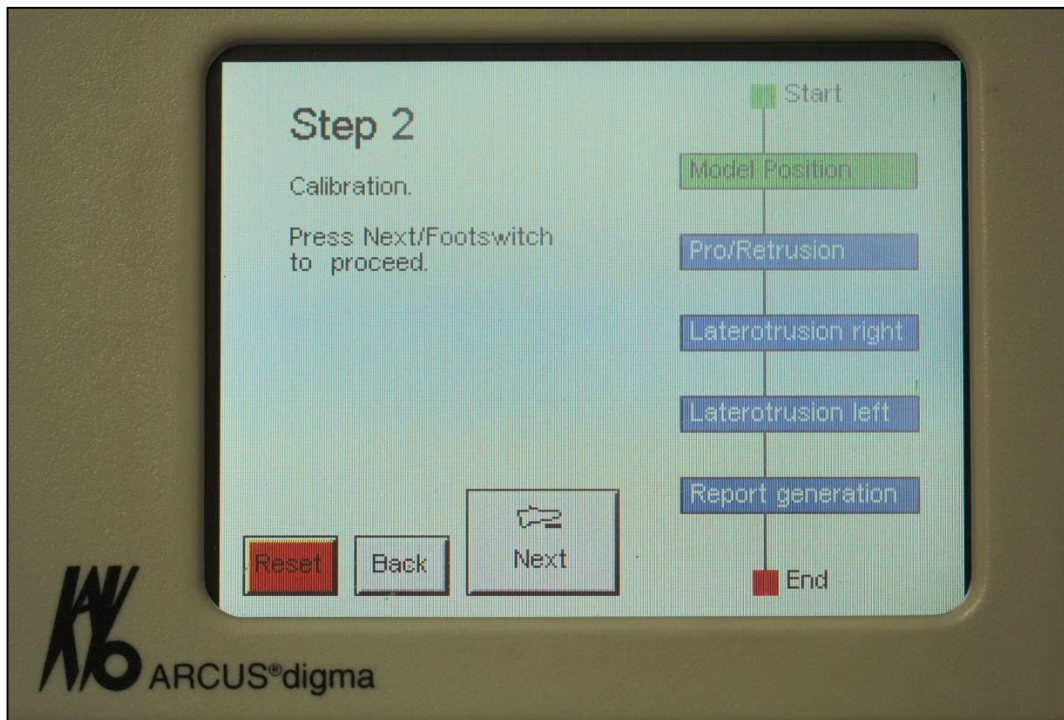 Step 2
Calibration.
Press Next/Footswitch
to proceed.
Reset
Back
Next
Start
Model Position
Pro/Retrusion
Laterotrusion right
Laterotrusion left
Report generation
End
KAVO
ARCUS®digma